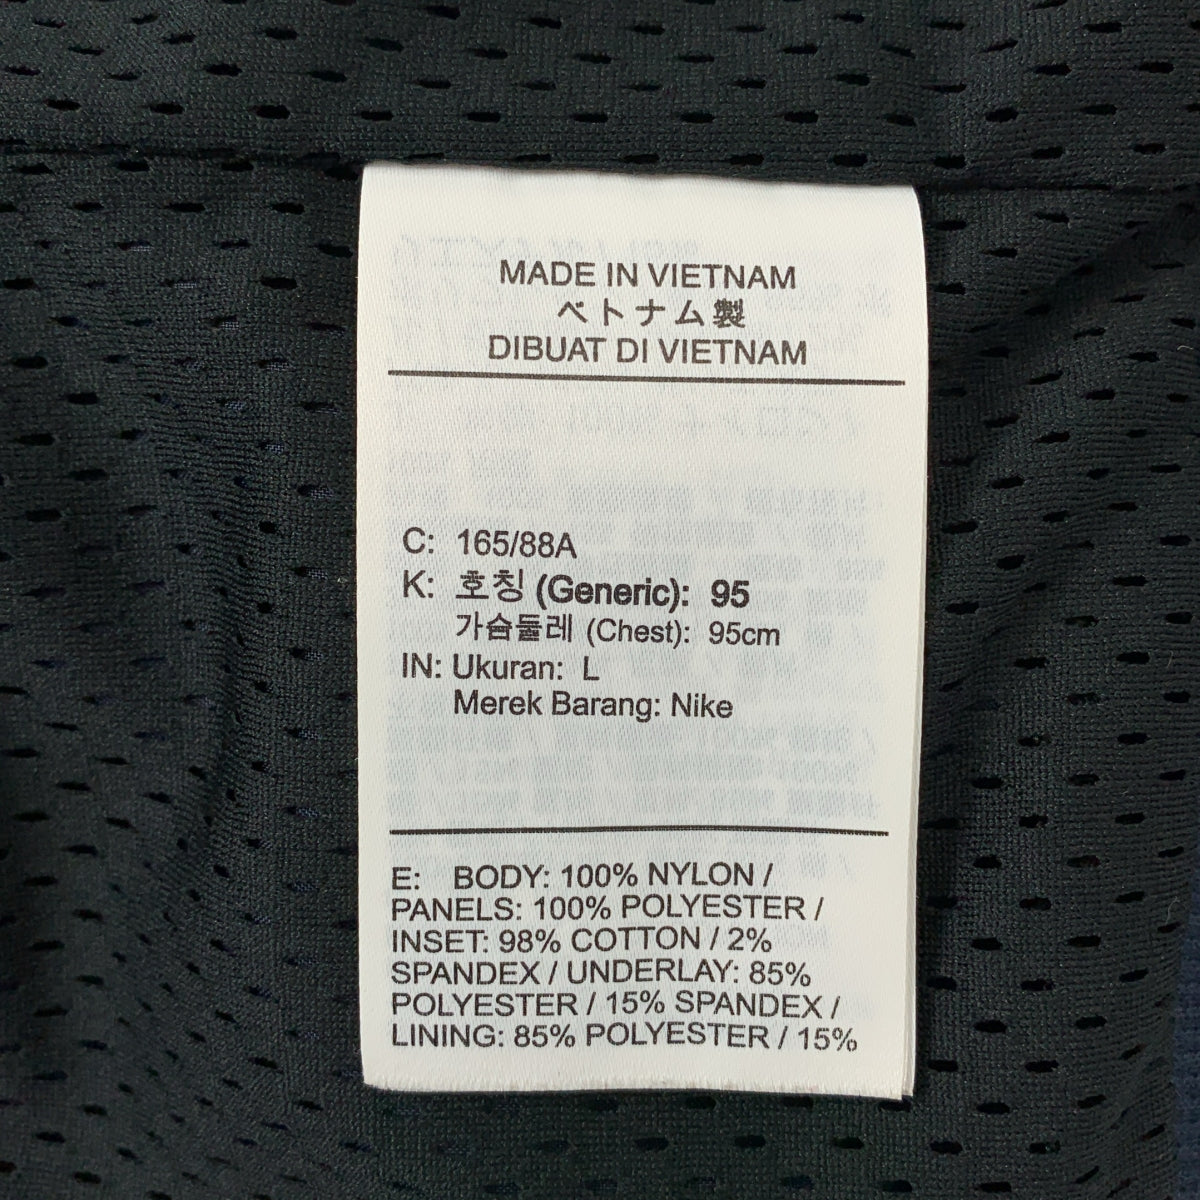 MADE IN VIETNAM
ベトナム製
DIBUAT DI VIETNAM
C: 165/88A
K: 호칭 (Generic): 95
가슴둘레 (Chest): 95cm
IN: Ukuran: L
Merek Barang: Nike
E: BODY: 100% NYLON /
PANELS: 100% POLYESTER /
INSET: 98% COTTON / 2%
SPANDEX / UNDERLAY: 85%
POLYESTER / 15% SPANDEX /
LINING: 85% POLYESTER / 15%